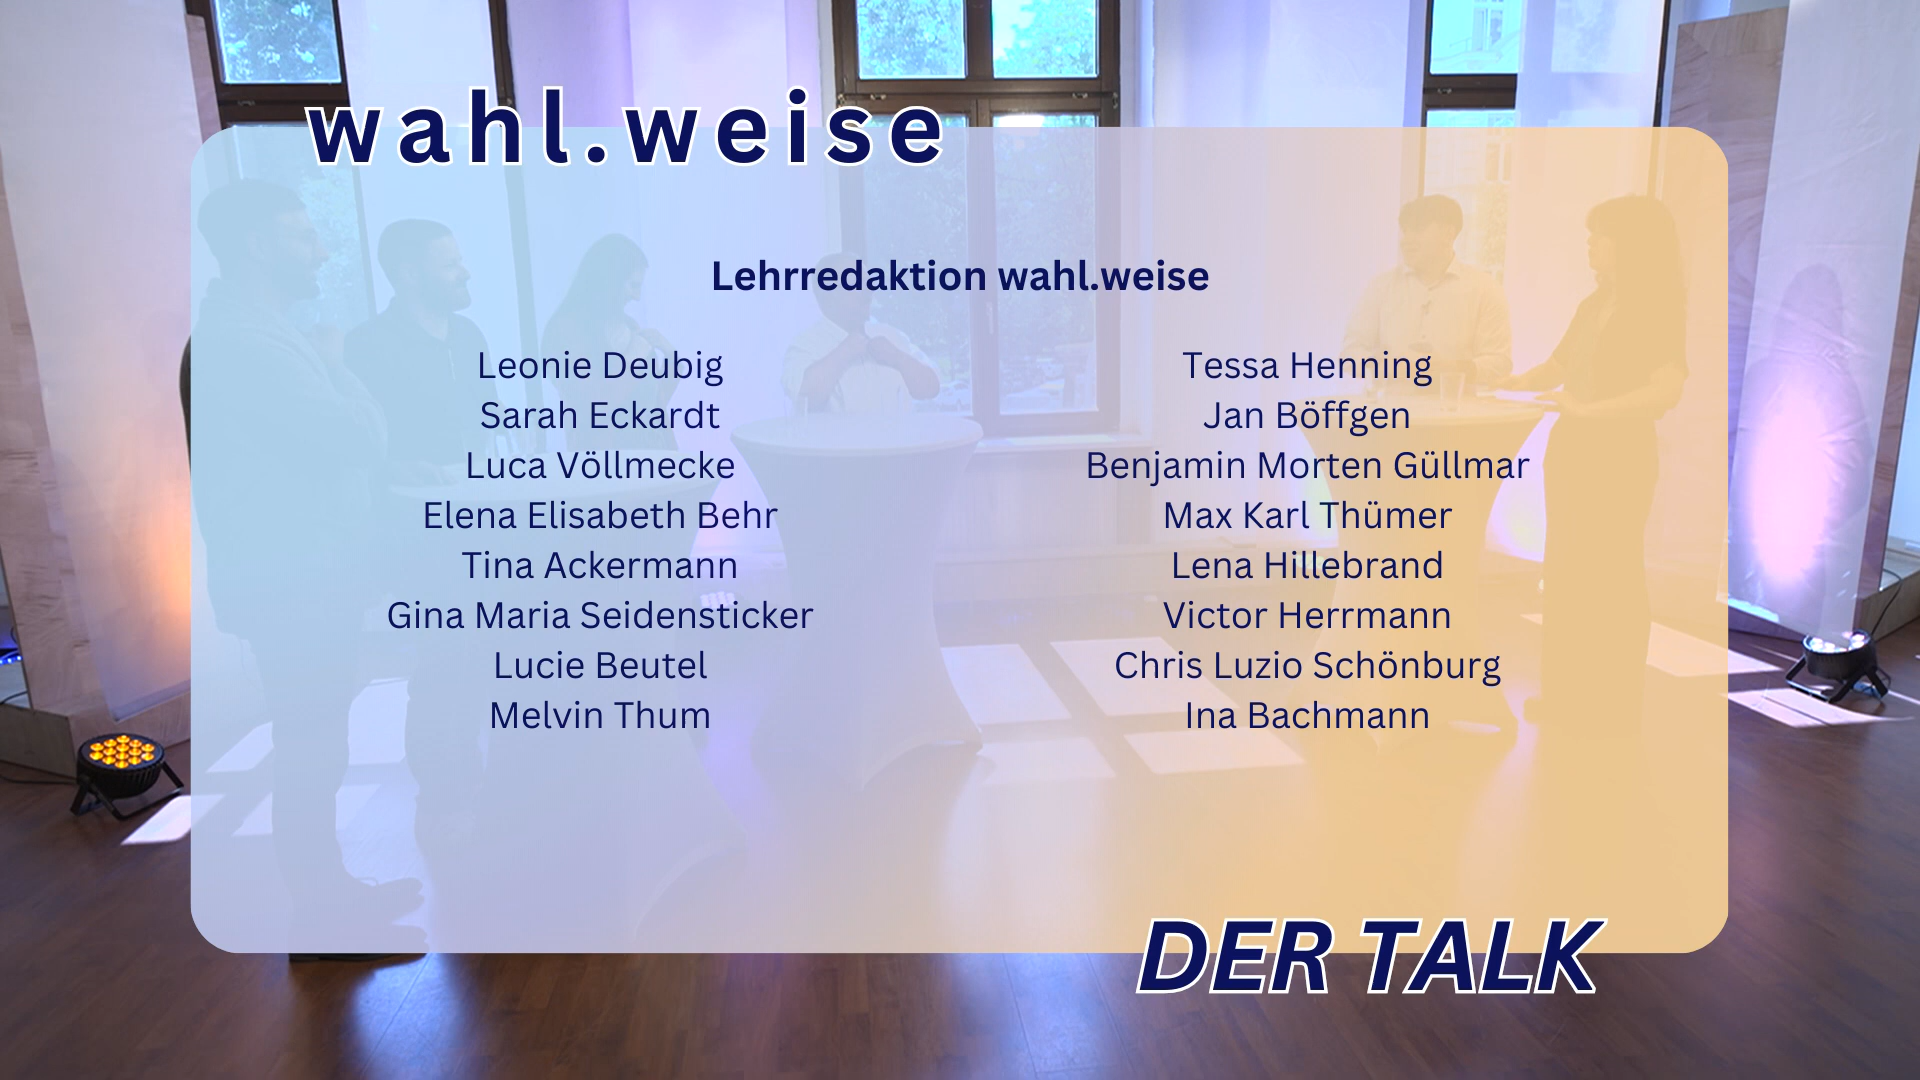 wahl.weise
Lehrredaktion wahl.weise
Leonie Deubig
Sarah Eckardt
Luca Völlmecke
Elena Elisabeth Behr
Tina Ackermann
Gina Maria Seidensticker
Lucie Beutel
Melvin Thum
Tessa Henning
Jan Böffgen
Benjamin Morten Güllmar
Max Karl Thümer
Lena Hillebrand
Victor Herrmann
Chris Luzio Schönburg
Ina Bachmann
DER TALK